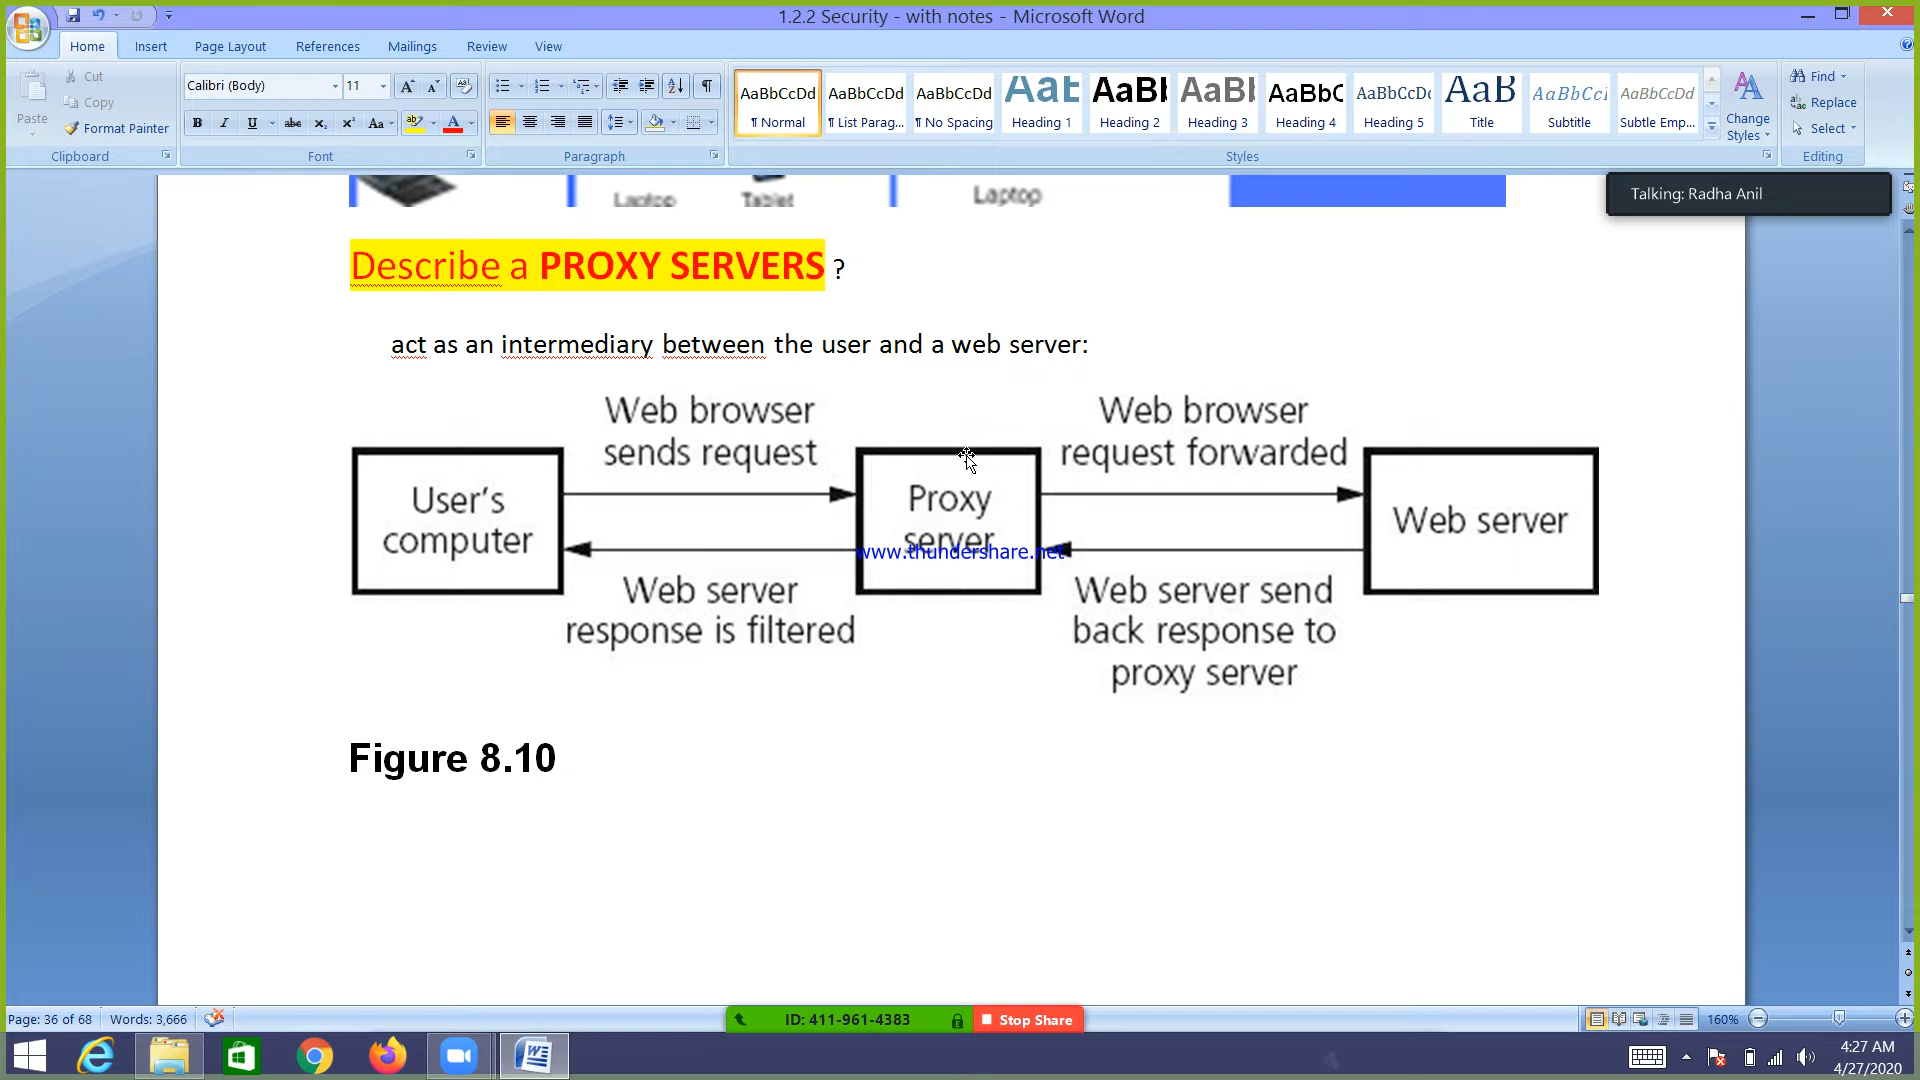 1.2.2 Security - with notes - Microsoft Word
Home Insert Page Layout References Mailings Review View
Cut
Copy
Paste
Format Painter
Clipboard
Calibri (Body) 11
B I U abc x₂ x² Aa
Font
Paragraph
AaBbCcDd AaBbCcDd AaBbCcDd AaB AaBl AaBl AaBbC AaBbCcDc AaB AaBbCcl AaBbCcDd
¶ Normal ¶ List Parag... ¶ No Spacing Heading 1 Heading 2 Heading 3 Heading 4 Heading 5 Title Subtitle Subtle Emp...
Change Styles
Styles
Find
Replace
Select
Editing
Talking: Radha Anil
Laptop Tablet Laptop
Describe a PROXY SERVERS ?
act as an intermediary between the user and a web server:
Web browser sends request
Web browser request forwarded
User's computer
Proxy server
Web server
www.thundershare.net
Web server response is filtered
Web server send back response to proxy server
Figure 8.10
Page: 36 of 68 Words: 3,666
ID: 411-961-4383 Stop Share
160%
4:27 AM
4/27/2020